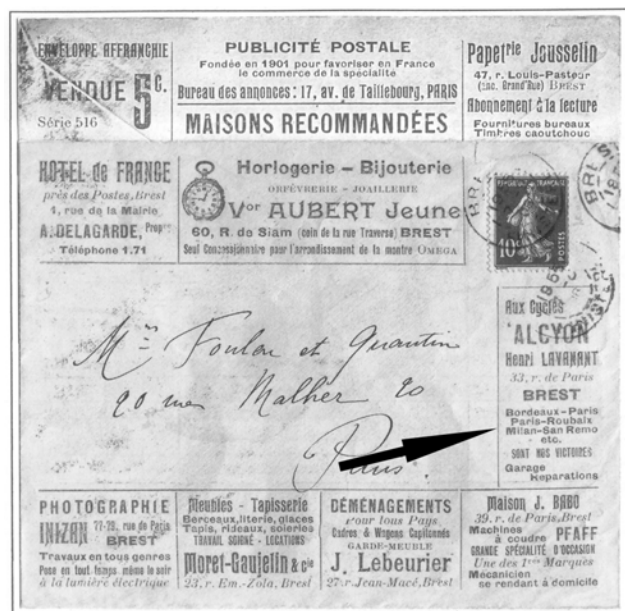 ENVELOPPE AFFRANCHIE
VENDUE 5c.
Série 516
PUBLICITÉ POSTALE
Fondée en 1901 pour favoriser en France
le commerce de la spécialité
Bureau des annonces: 17, av. de Taillebourg, PARIS
MAISONS RECOMMANDÉES
Papeterie Jousselin
47, r. Louis-Pasteur
(anc. Grand'Rue) BREST
Abonnement à la lecture
Fournitures bureaux
Timbres caoutchouc
HOTEL de FRANCE
près des Postes, Brest
1, rue de la Mairie
A. DELAGARDE, Propre
Téléphone 1.71
Horlogerie - Bijouterie
ORFÈVRERIE - JOAILLERIE
Vor AUBERT Jeune
60, R. de Siam (coin de la rue Traverse) BREST
Seul Concessionnaire pour l'arrondissement de la montre OMEGA
REPUBLIQUE FRANÇAISE
10c
POSTES
Aux Cycles
"ALCYON
Henri LAVANANT
33, r. de Paris
BREST
Bordeaux-Paris
Paris-Roubaix
Milan-San Remo
etc.
SONT NOS VICTOIRES
Garage
Réparations
Foulon et Quantin
20 rue Malher 20
Paris.
PHOTOGRAPHIE
INIZAN 77-79, rue de Paris
BREST
Travaux en tous genres
Pose en tout temps même le soir
à la lumière électrique
Meubles - Tapisserie
Berceaux, literie, glaces
Tapis, rideaux, soieries
TRAVAIL SOIGNÉ - LOCATIONS
Moret-Gaujelin & Cie
23, r. Em.-Zola, Brest
DÉMÉNAGEMENTS
Pour tous Pays
Cadres & Wagons Capitonnés
GARDE-MEUBLE
J. Lebeurier
27, r. Jean-Macé, Brest
Maison J. BABO
39, r. de Paris, Brest
Machines
à coudre PFAFF
GRANDE SPÉCIALITÉ D'OCCASION
Une des 1res Marques
Mécanicien
se rendant à domicile